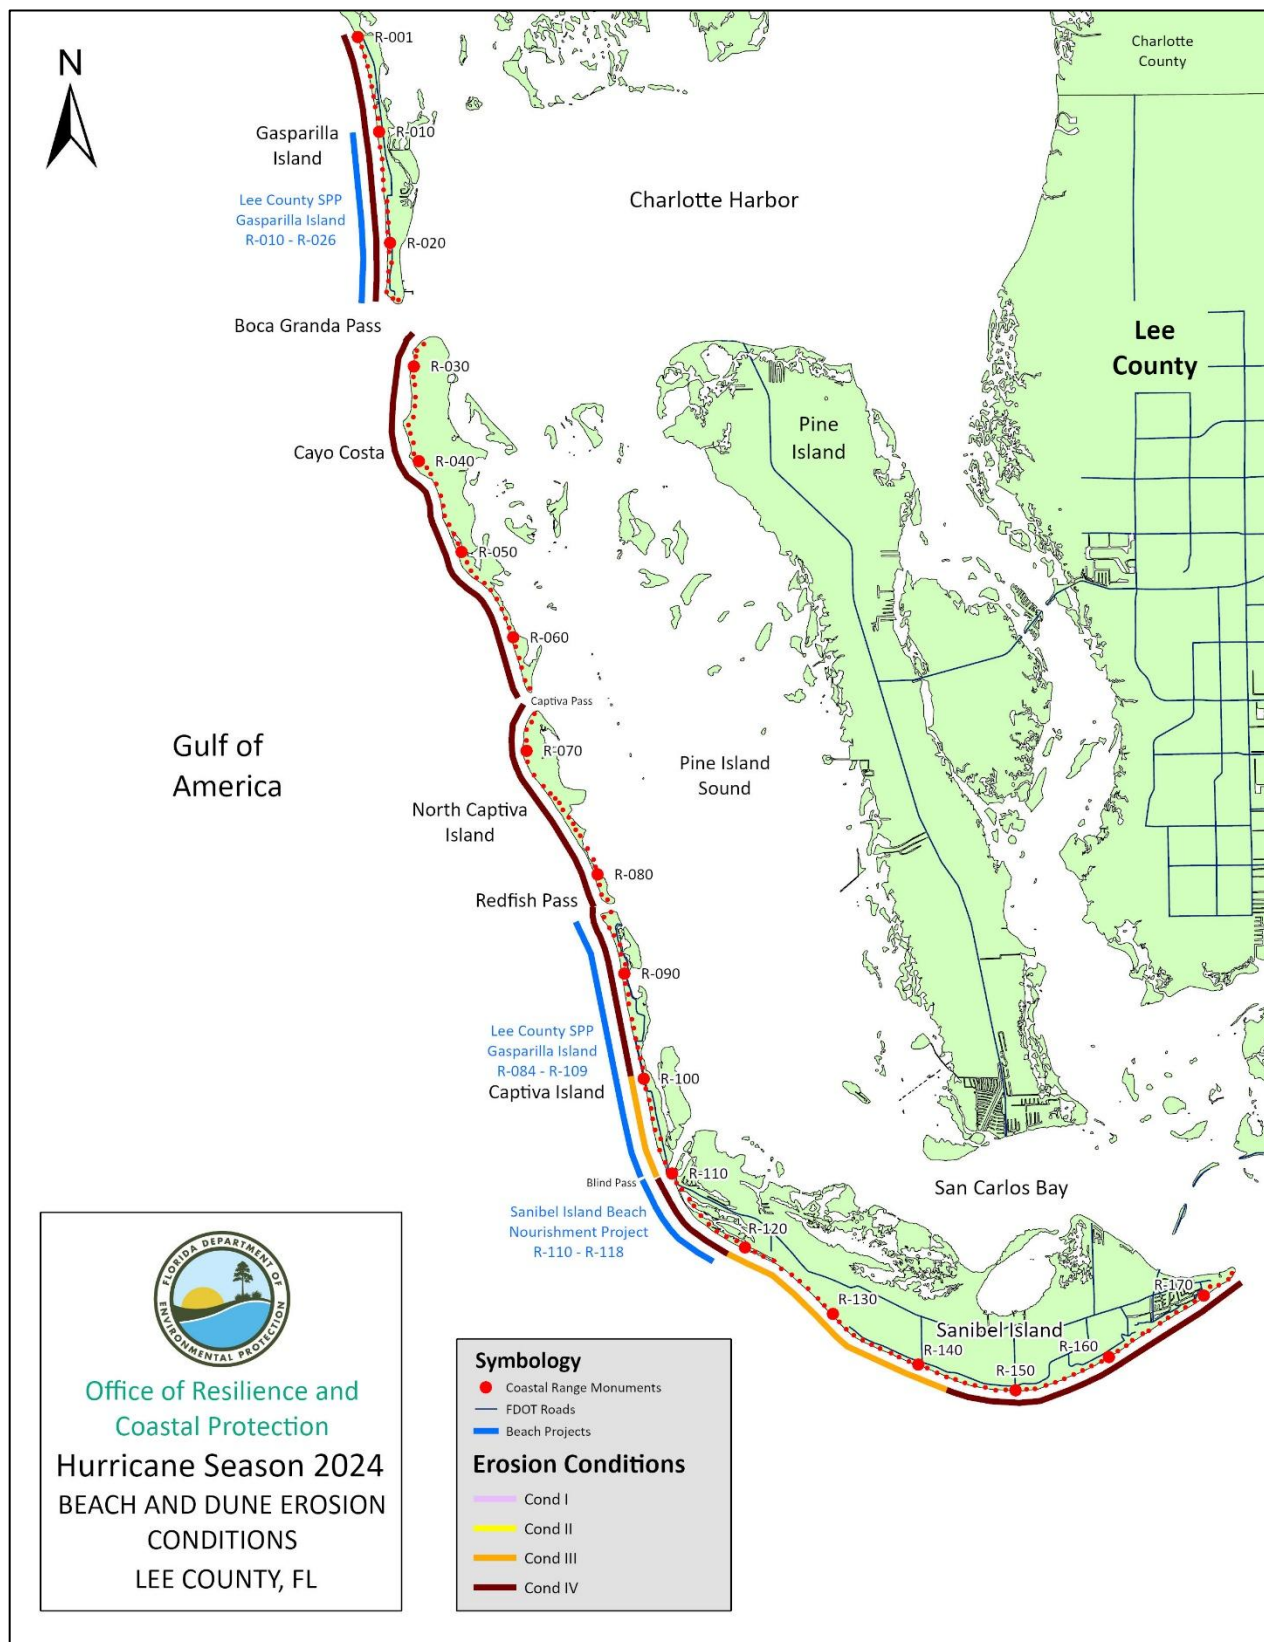 R-001
Charlotte
County
N
Gasparilla
Island
R-010
Lee County SPP
Gasparilla Island
R-010 - R-026
Charlotte Harbor
R-020
Boca Granda Pass
Lee
County
R-030
Pine
Island
Cayo Costa
R-040
R-050
R-060
Captiva Pass
Gulf of
America
R-070
Pine Island
Sound
North Captiva
Island
R-080
Redfish Pass
R-090
Lee County SPP
Gasparilla Island
R-084 - R-109
Captiva Island
R-100
R-110
Blind Pass
San Carlos Bay
Sanibel Island Beach
Nourishment Project
R-110 - R-118
R-120
R-130
R-170
Sanibel Island
R-140
R-160
R-150
FLORIDA DEPARTMENT OF
ENVIRONMENTAL PROTECTION
Office of Resilience and
Coastal Protection
Hurricane Season 2024
BEACH AND DUNE EROSION
CONDITIONS
LEE COUNTY, FL
Symbology
Coastal Range Monuments
FDOT Roads
Beach Projects
Erosion Conditions
Cond I
Cond II
Cond III
Cond IV